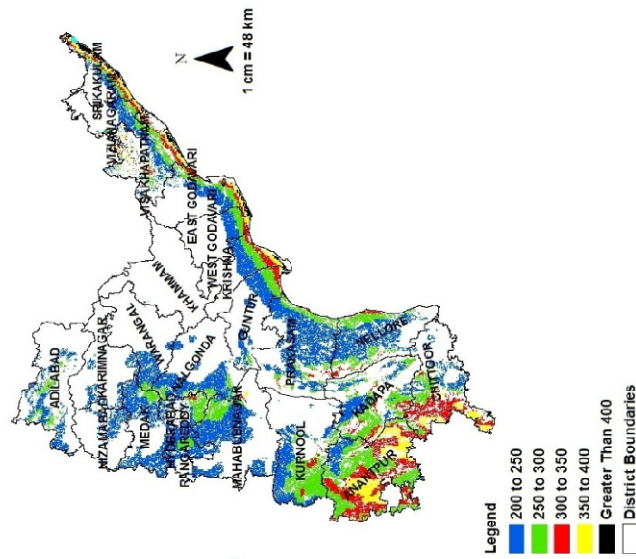 N
1 cm = 48 km
SRIKAKULAM
VIZIANAGARAM
VISAKHAPATNAM
EAST GODAVARI
WEST GODAVARI
KRISHNA
KHAMMAM
WARANGAL
ADILABAD
NIZAMABAD
KARIMNAGAR
MEDAK
HYDERABAD
RANGAREDDY
NALGONDA
MAHABUBNAGAR
GUNTUR
PRAKASAM
NELLORE
KURNOOL
KADAPA
CHITTOOR
ANANTPUR
Legend
200 to 250
250 to 300
300 to 350
350 to 400
Greater Than 400
District Boundaries